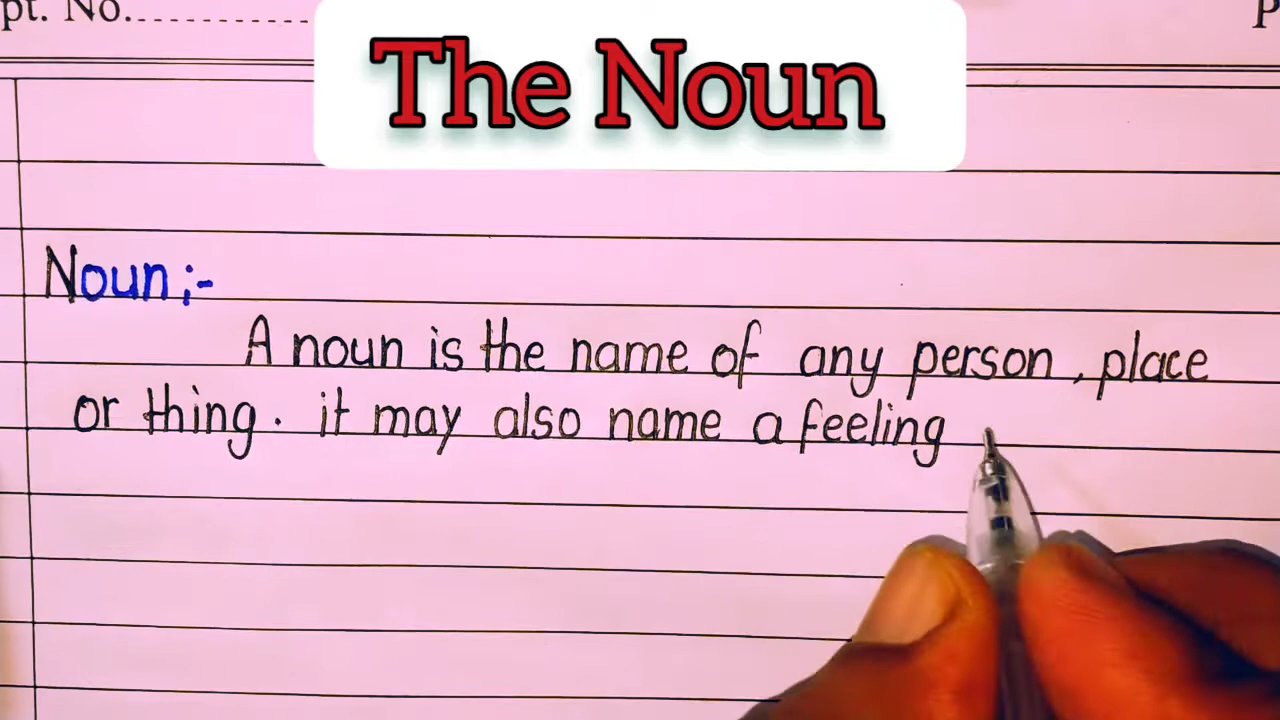 pt. No...............
The Noun
Noun;-
A noun is the name of any person, place
or thing. it may also name a feeling